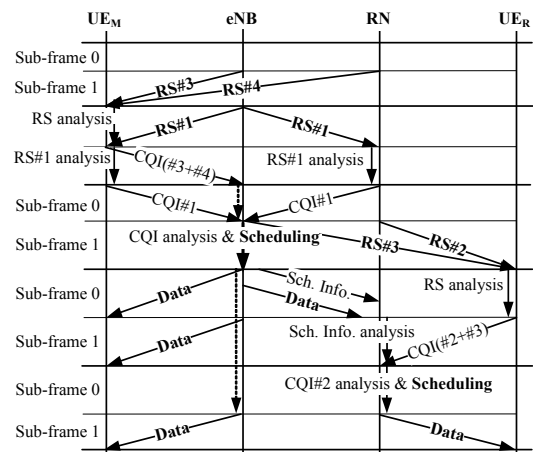 UE_M eNB RN UE_R
Sub-frame 0
Sub-frame 1
RS#3 RS#4
RS analysis
RS#1 RS#1
RS#1 analysis
CQI(#3+#4)
RS#1 analysis
Sub-frame 0
CQI#1 CQI#1
Sub-frame 1
CQI analysis & Scheduling
RS#3 RS#2
Sub-frame 0
Data
Sch. Info.
Data
RS analysis
Sub-frame 1
Data
Sch. Info. analysis
CQI(#2+#3)
Sub-frame 0
CQI#2 analysis & Scheduling
Sub-frame 1
Data Data